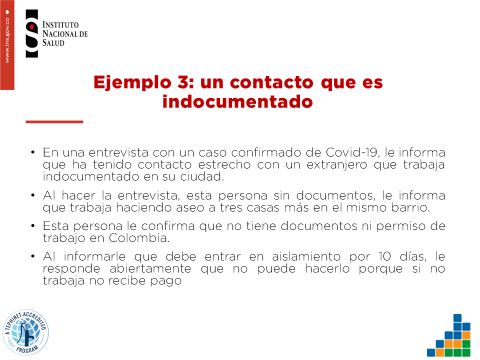 www.ins.gov.co
INSTITUTO
NACIONAL DE
SALUD
Ejemplo 3: un contacto que es
indocumentado
• En una entrevista con un caso confirmado de Covid-19, le informa
que ha tenido contacto estrecho con un extranjero que trabaja
indocumentado en su ciudad.
• Al hacer la entrevista, esta persona sin documentos, le informa
que trabaja haciendo aseo a tres casas más en el mismo barrio.
• Esta persona le confirma que no tiene documentos ni permiso de
trabajo en Colombia.
• Al informarle que debe entrar en aislamiento por 10 días, le
responde abiertamente que no puede hacerlo porque si no
trabaja no recibe pago
A TEPHINET ACCREDITED
PROGRAM